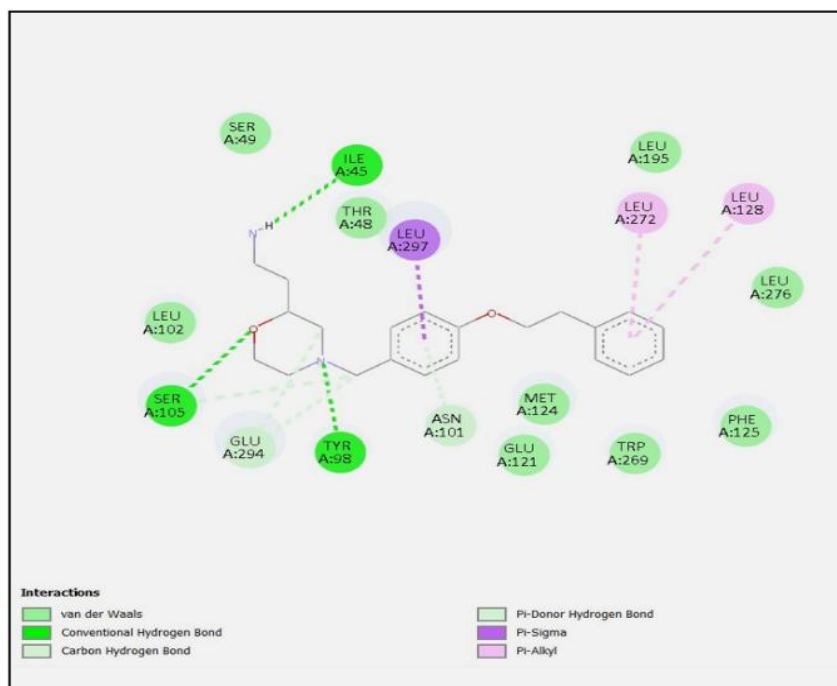 SER
A:49
ILE
A:45
LEU
A:195
THR
A:48
LEU
A:297
LEU
A:272
LEU
A:128
N H
LEU
A:276
LEU
A:102
O
O
N
SER
A:105
GLU
A:294
TYR
A:98
ASN
A:101
MET
A:124
GLU
A:121
TRP
A:269
PHE
A:125
Interactions
van der Waals
Conventional Hydrogen Bond
Carbon Hydrogen Bond
Pi-Donor Hydrogen Bond
Pi-Sigma
Pi-Alkyl